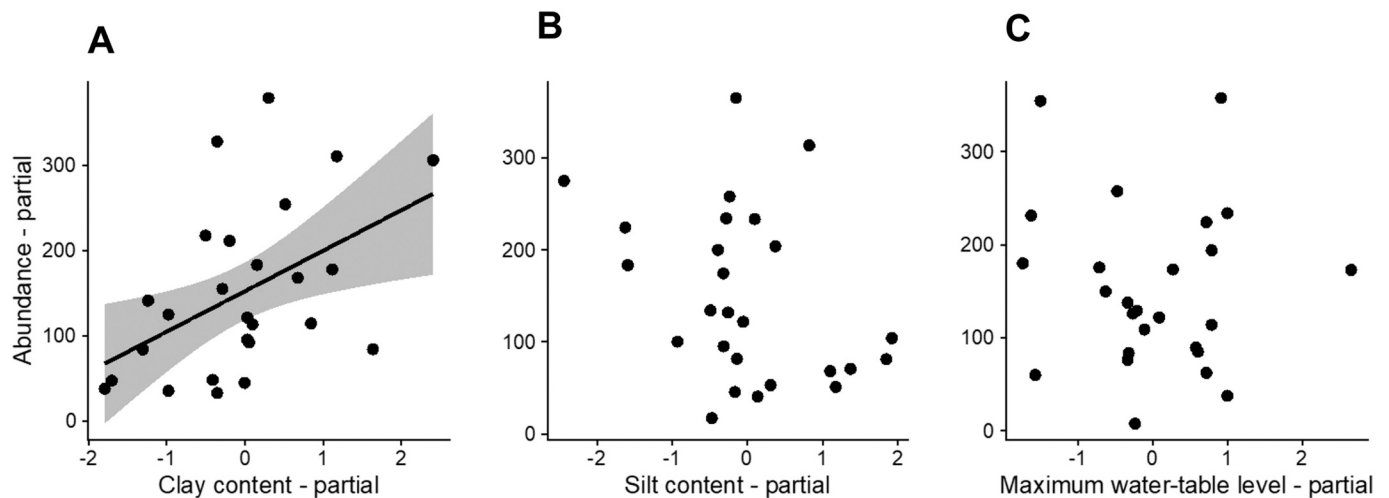 A
B
C
Abundance - partial
300
200
100
0
-2 -1 0 1 2
Clay content - partial
300
200
100
0
-2 -1 0 1 2
Silt content - partial
300
200
100
0
-1 0 1 2
Maximum water-table level - partial